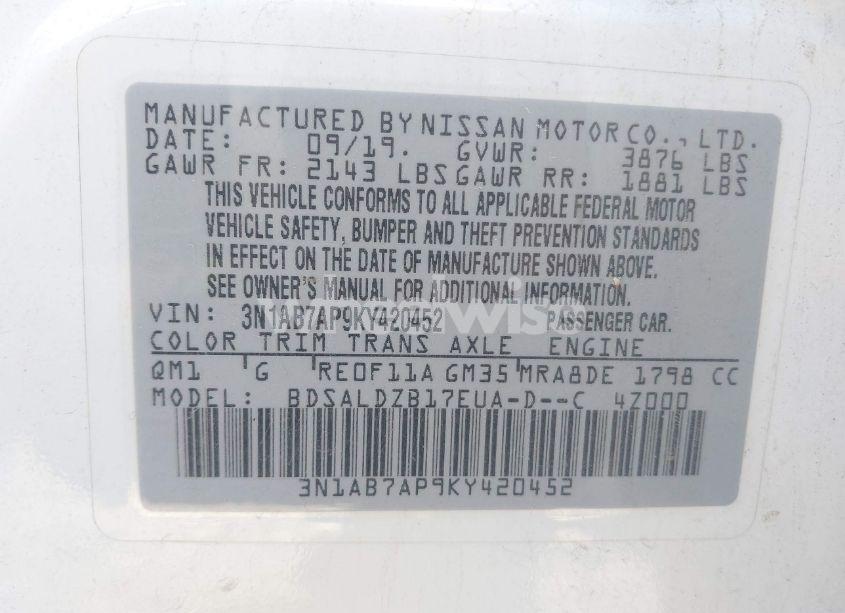 MANUFACTURED BY NISSAN MOTOR CO., LTD.
DATE: 09/19. GVWR: 3876 LBS
GAWR FR: 2143 LBS GAWR RR: 1881 LBS
THIS VEHICLE CONFORMS TO ALL APPLICABLE FEDERAL MOTOR
VEHICLE SAFETY, BUMPER AND THEFT PREVENTION STANDARDS
IN EFFECT ON THE DATE OF MANUFACTURE SHOWN ABOVE.
SEE OWNER'S MANUAL FOR ADDITIONAL INFORMATION.
VIN: 3N1AB7AP9KY420452 PASSENGER CAR.
COLOR TRIM TRANS AXLE ENGINE
QM1 G RE0F11A GM35 MRA8DE 1798 CC
MODEL: BDSALDZB17EUA-D--C 4Z000
3N1AB7AP9KY420452